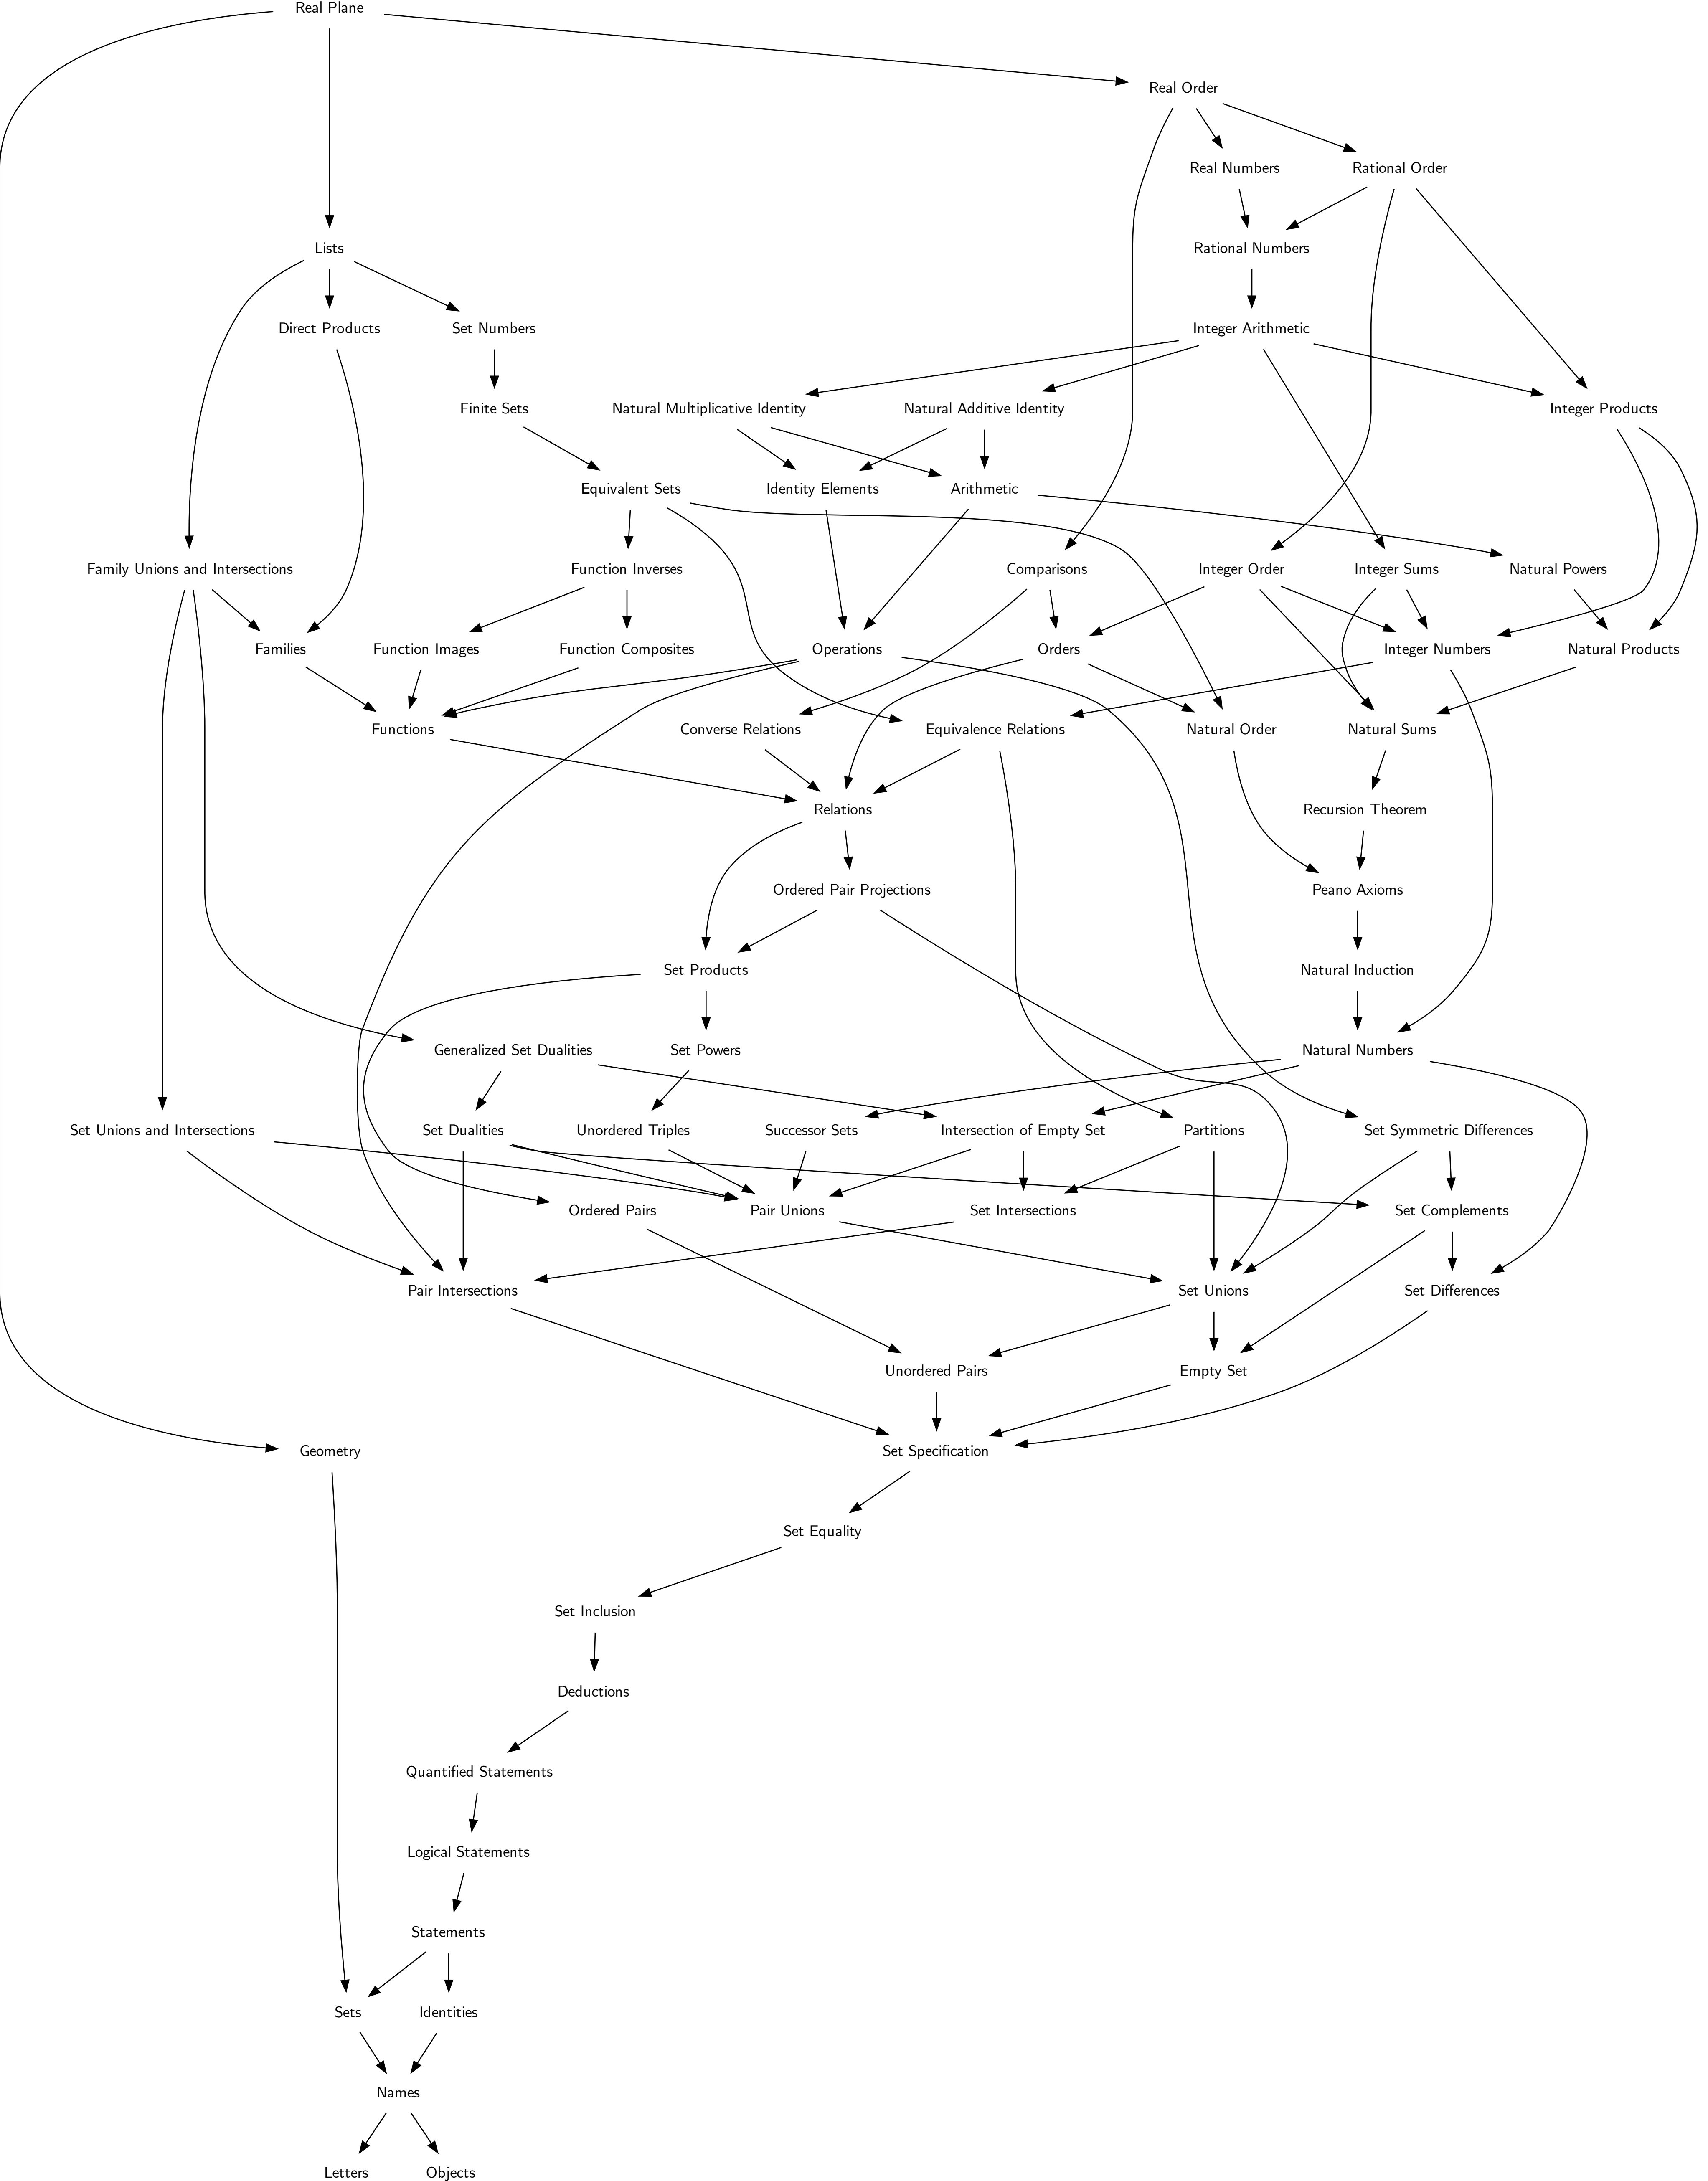 Real Plane
Real Order
Real Numbers
Rational Order
Lists
Rational Numbers
Direct Products
Set Numbers
Integer Arithmetic
Finite Sets
Natural Multiplicative Identity
Natural Additive Identity
Integer Products
Equivalent Sets
Identity Elements
Arithmetic
Family Unions and Intersections
Function Inverses
Comparisons
Integer Order
Integer Sums
Natural Powers
Families
Function Images
Function Composites
Operations
Orders
Integer Numbers
Natural Products
Functions
Converse Relations
Equivalence Relations
Natural Order
Natural Sums
Relations
Recursion Theorem
Ordered Pair Projections
Peano Axioms
Set Products
Natural Induction
Generalized Set Dualities
Set Powers
Natural Numbers
Set Unions and Intersections
Set Dualities
Unordered Triples
Successor Sets
Intersection of Empty Set
Partitions
Set Symmetric Differences
Ordered Pairs
Pair Unions
Set Intersections
Set Complements
Pair Intersections
Set Unions
Set Differences
Unordered Pairs
Empty Set
Geometry
Set Specification
Set Equality
Set Inclusion
Deductions
Quantified Statements
Logical Statements
Statements
Sets
Identities
Names
Letters
Objects